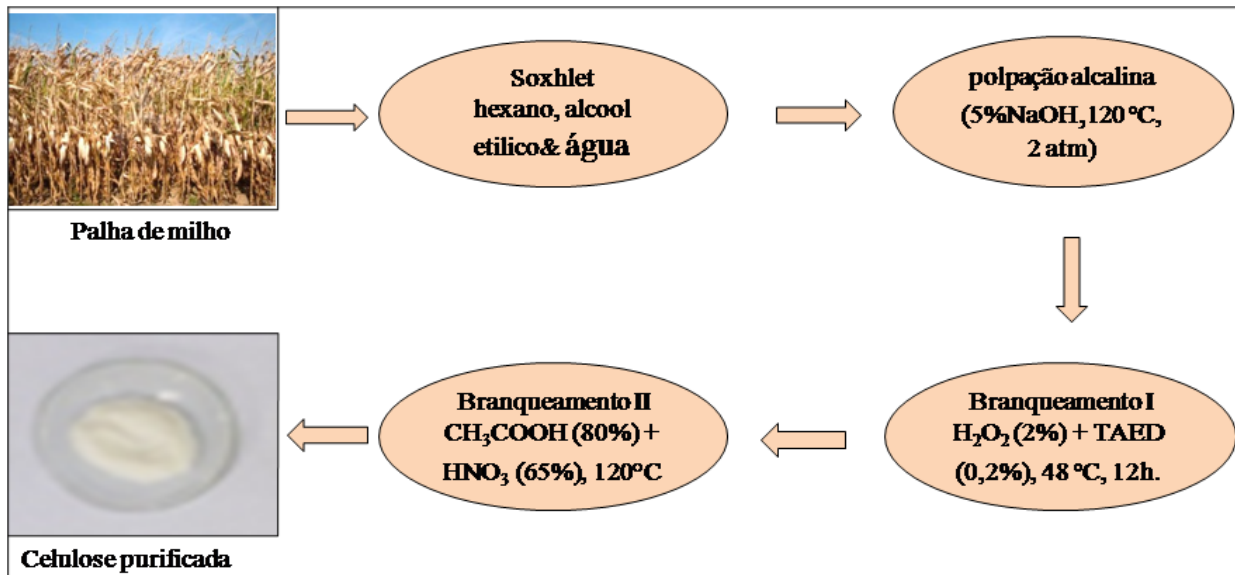 Palha de milho
Soxhlet
hexano, alcool
etilico& água
polpação alcalina
(5%NaOH,120 °C,
2 atm)
Branqueamento I
H₂O₂ (2%) + TAED
(0,2%), 48 °C, 12h.
Branqueamento II
CH₃COOH (80%) +
HNO₃ (65%), 120°C
Celulose purificada